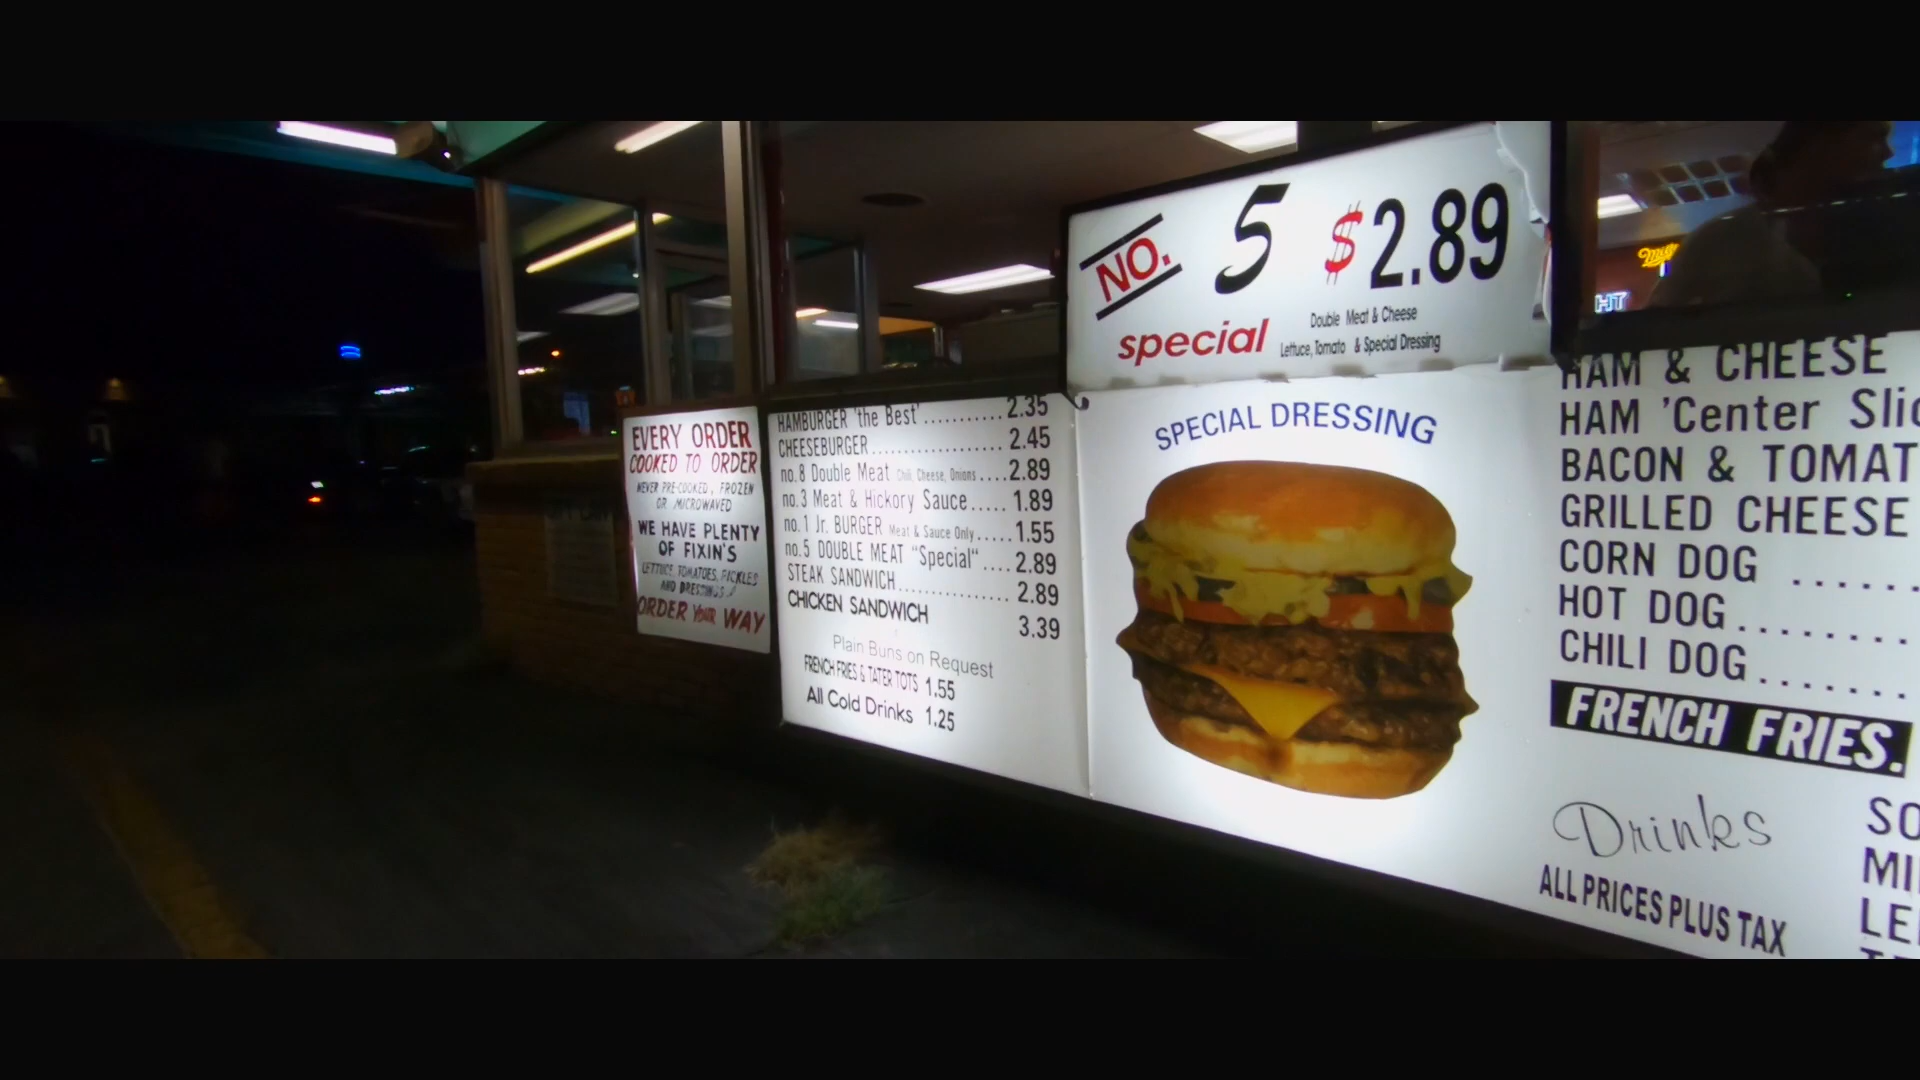 EVERY ORDER
COOKED TO ORDER
NEVER PRE-COOKED, FROZEN
OR MICROWAVED
WE HAVE PLENTY
OF FIXIN'S
LETTUCE, TOMATOES, PICKLES
AND DRESSINGS
ORDER YOUR WAY
HAMBURGER 'the Best' .......... 2.35
CHEESEBURGER .................. 2.45
no.8 Double Meat Chili, Cheese, Onions .... 2.89
no.3 Meat & Hickory Sauce ..... 1.89
no.1 Jr. BURGER Meat & Sauce Only ..... 1.55
no.5 DOUBLE MEAT "Special" .... 2.89
STEAK SANDWICH ................ 2.89
CHICKEN SANDWICH 3.39
Plain Buns on Request
FRENCH FRIES & TATER TOTS 1.55
All Cold Drinks 1.25
NO. 5 $2.89
special
Double Meat & Cheese
Lettuce, Tomato & Special Dressing
SPECIAL DRESSING
HAM & CHEESE
HAM 'Center Slic
BACON & TOMAT
GRILLED CHEESE
CORN DOG .....
HOT DOG ........
CHILI DOG .......
FRENCH FRIES.
Drinks
ALL PRICES PLUS TAX
SO
MI
LE